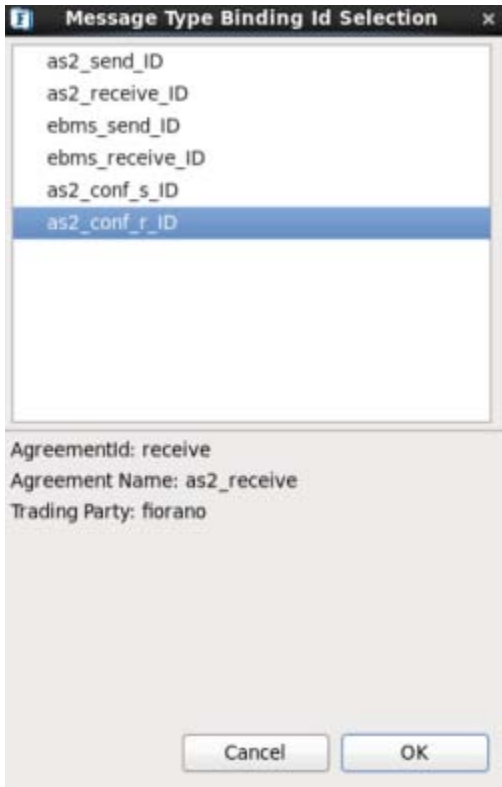 Message Type Binding Id Selection
as2_send_ID
as2_receive_ID
ebms_send_ID
ebms_receive_ID
as2_conf_s_ID
as2_conf_r_ID
AgreementId: receive
Agreement Name: as2_receive
Trading Party: fiorano
Cancel OK